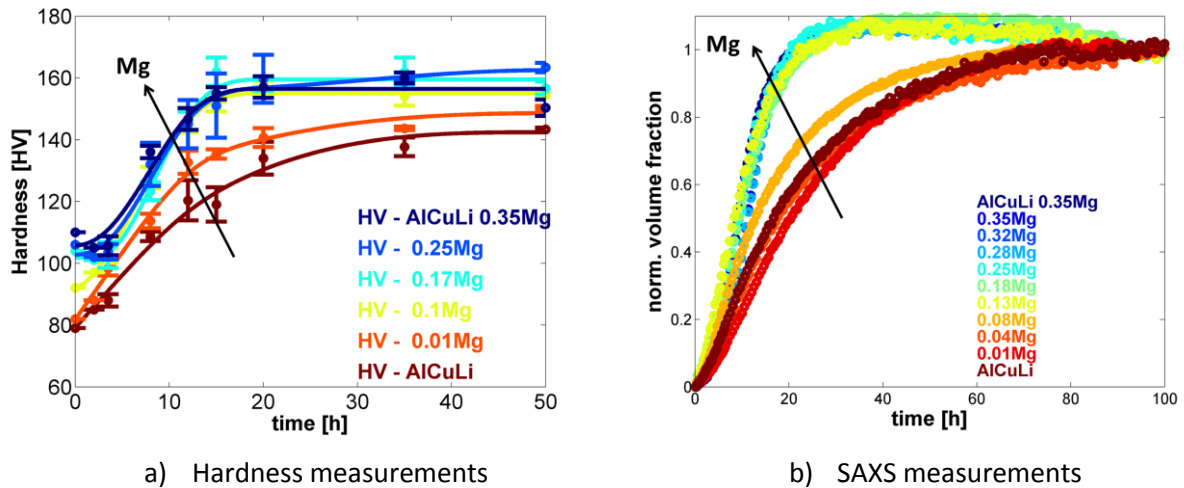 180
160
140
120
100
80
60
Hardness [HV]
Mg
HV - AlCuLi 0.35Mg
HV - 0.25Mg
HV - 0.17Mg
HV - 0.1Mg
HV - 0.01Mg
HV - AlCuLi
0 10 20 30 40 50
time [h]
a) Hardness measurements
1
0.8
0.6
0.4
0.2
0
norm. volume fraction
Mg
AlCuLi 0.35Mg
0.35Mg
0.32Mg
0.28Mg
0.25Mg
0.18Mg
0.13Mg
0.08Mg
0.04Mg
0.01Mg
AlCuLi
0 20 40 60 80 100
time [h]
b) SAXS measurements